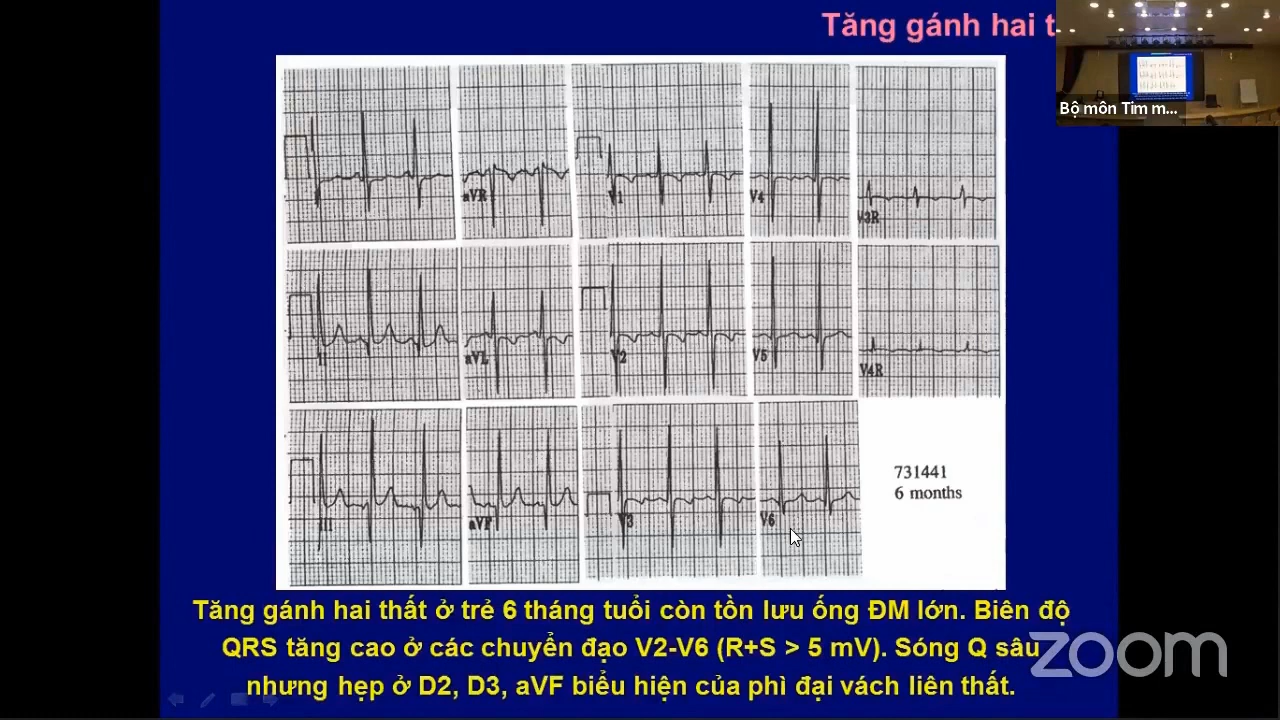 Tăng gánh hai t
Bộ môn Tim m...
aVR
V1
V4
V3R
II
aVL
V2
V5
V4R
III
aVF
V3
V6
731441
6 months
Tăng gánh hai thất ở trẻ 6 tháng tuổi còn tồn lưu ống ĐM lớn. Biên độ
QRS tăng cao ở các chuyển đạo V2-V6 (R+S > 5 mV). Sóng Q sâu
nhưng hẹp ở D2, D3, aVF biểu hiện của phì đại vách liên thất.
zoom